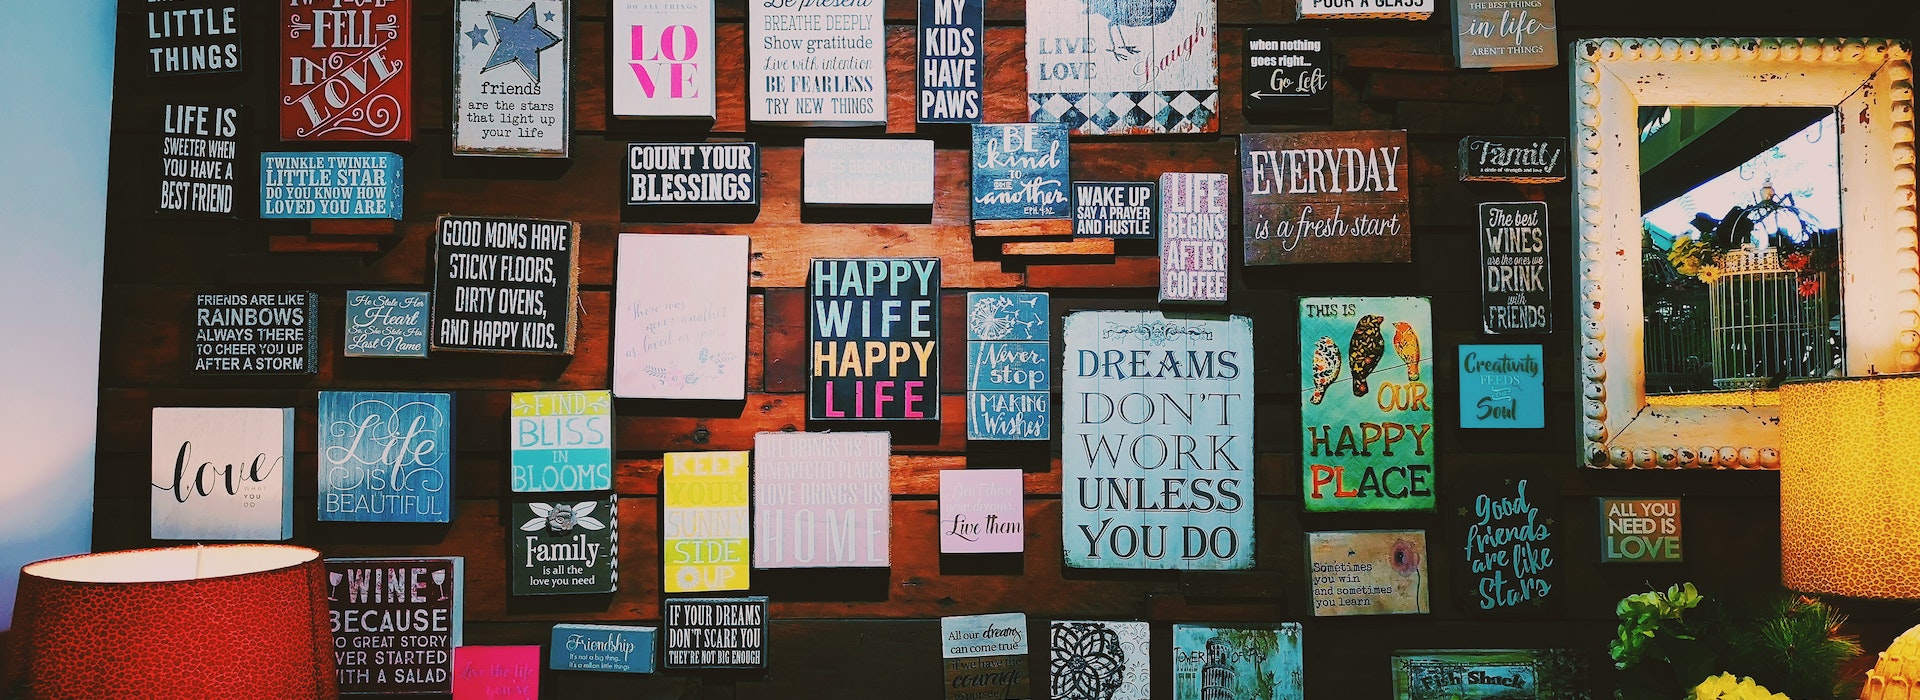 LITTLE
THINGS
FELL
IN
LOVE
friends
are the stars
that light up
your life
DO ALL THINGS
LO
VE
Be present
BREATHE DEEPLY
Show gratitude
Live with intention
BE FEARLESS
TRY NEW THINGS
MY
KIDS
HAVE
PAWS
LIVE
LOVE
Laugh
when nothing
goes right...
Go Left
POUR A GLASS
THE BEST THINGS
in life
AREN'T THINGS
LIFE IS
SWEETER WHEN
YOU HAVE A
BEST FRIEND
TWINKLE TWINKLE
LITTLE STAR
DO YOU KNOW HOW
LOVED YOU ARE
COUNT YOUR
BLESSINGS
BE
kind
TO
another
EPH. 4:32
WAKE UP
SAY A PRAYER
AND HUSTLE
LIFE
BEGINS
AFTER
COFFEE
EVERYDAY
is a fresh start
Family
a circle of strength and love
The best
WINES
are the ones we
DRINK
with
FRIENDS
GOOD MOMS HAVE
STICKY FLOORS,
DIRTY OVENS,
AND HAPPY KIDS.
FRIENDS ARE LIKE
RAINBOWS
ALWAYS THERE
TO CHEER YOU UP
AFTER A STORM
He Stole Her
Heart
So She Stole His
Last Name
There was
never another
as loved as you
HAPPY
WIFE
HAPPY
LIFE
Never
stop
MAKING
Wishes
DREAMS
DON'T
WORK
UNLESS
YOU DO
THIS IS
OUR
HAPPY
PLACE
Creativity
FEEDS
THE
Soul
love
WHAT
YOU
DO
Life
IS
BEAUTIFUL
FIND
BLISS
IN
BLOOMS
Family
is all the
love you need
KEEP
YOUR
SUNNY
SIDE
UP
LIFE BRINGS US TO
UNEXPECTED PLACES
LOVE BRINGS US
HOME
Don't chase
Live them
Good
friends
are like
Stars
ALL YOU
NEED IS
LOVE
Sometimes
you win
and sometimes
you learn
WINE
BECAUSE
NO GREAT STORY
EVER STARTED
WITH A SALAD
Friendship
It's not a big thing,
It's a million little things
live the life
you've
IF YOUR DREAMS
DON'T SCARE YOU
THEY'RE NOT BIG ENOUGH
All our dreams
can come true
if we have the
courage
to pursue
TOWER OF PISA
Fish Shack